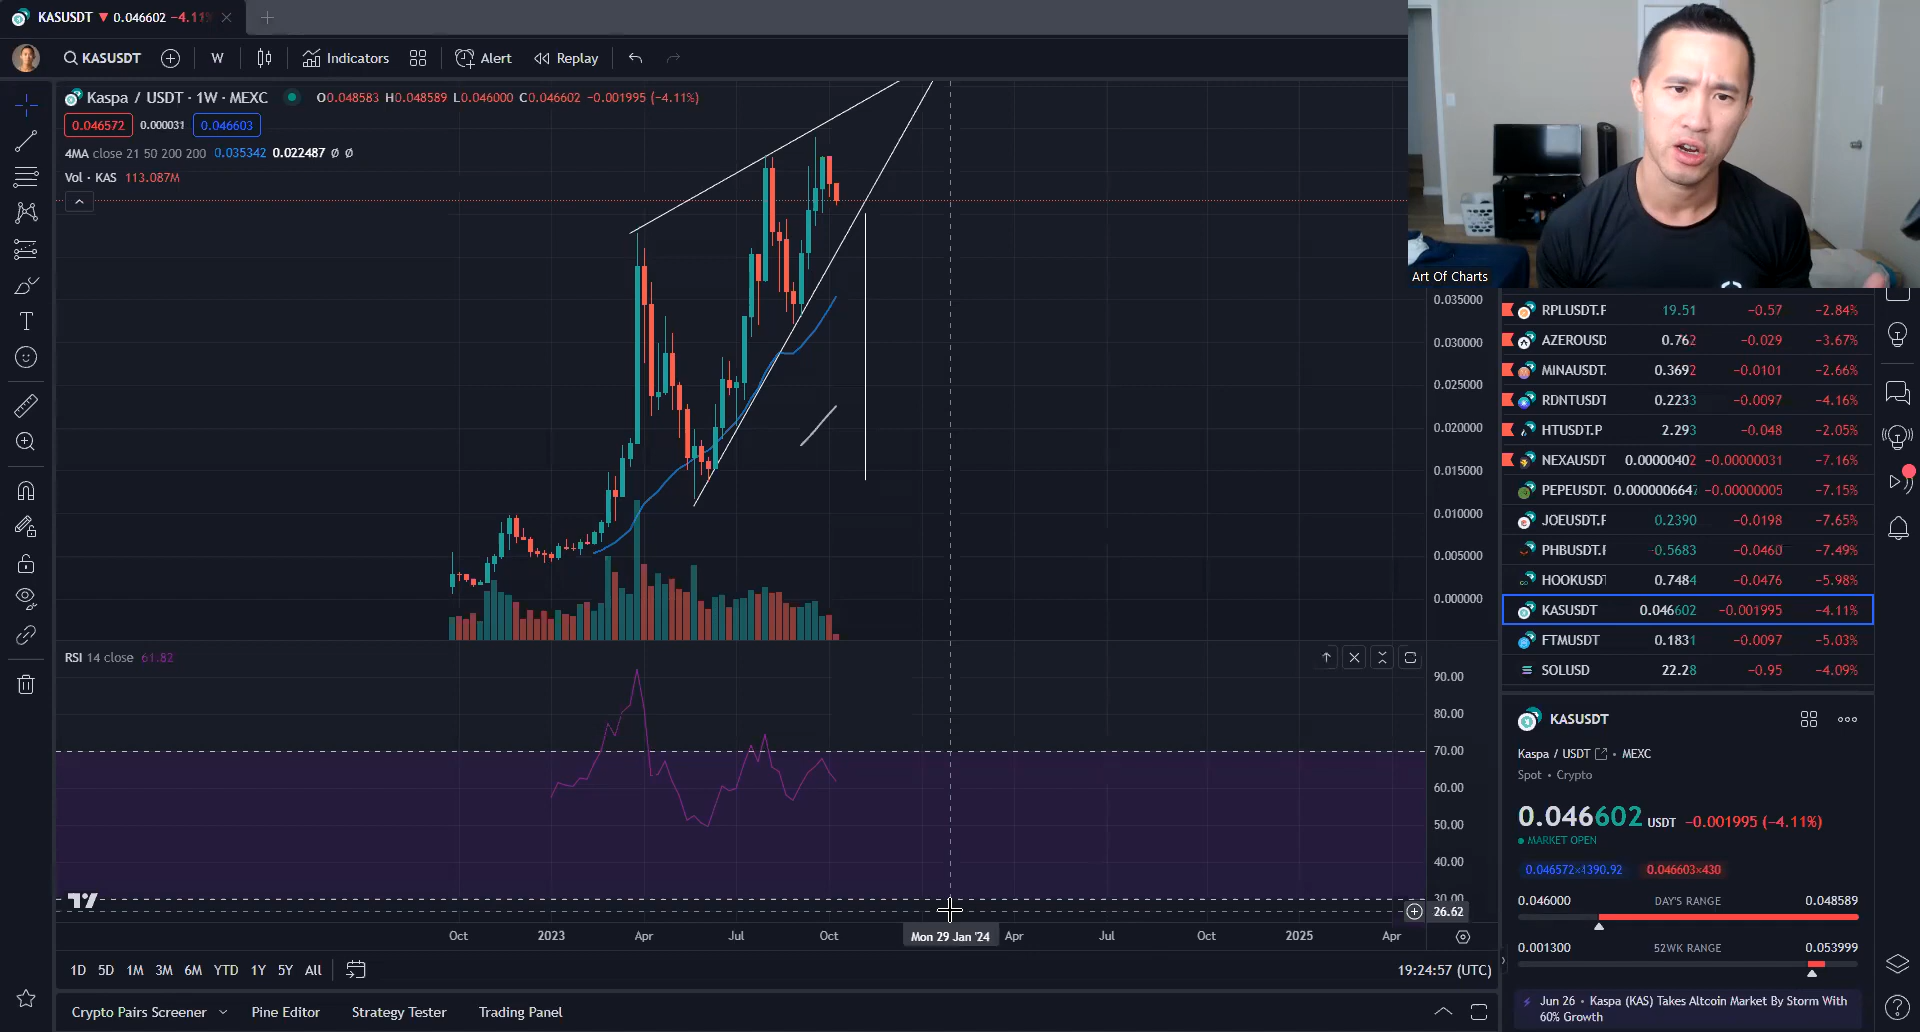 KASUSDT ▼ 0.046602 −4.11%
KASUSDT
W
Indicators
Alert
Replay
Kaspa / USDT · 1W · MEXC
O0.048583 H0.048589 L0.046000 C0.046602 −0.001995 (−4.11%)
0.046572
0.000031
0.046603
4MA close 21 50 200 200 0.035342 0.022487 ø ø
Vol · KAS 113.087M
Art Of Charts
0.035000
0.030000
0.025000
0.020000
0.015000
0.010000
0.005000
0.000000
RSI 14 close 61.82
90.00
80.00
70.00
60.00
50.00
40.00
30.00
26.62
Oct
2023
Apr
Jul
Oct
Mon 29 Jan '24
Apr
Jul
Oct
2025
Apr
1D 5D 1M 3M 6M YTD 1Y 5Y All
19:24:57 (UTC)
Crypto Pairs Screener
Pine Editor
Strategy Tester
Trading Panel
RPLUSDT.F 19.51 −0.57 −2.84%
AZEROUSD 0.762 −0.029 −3.67%
MINAUSDT. 0.3692 −0.0101 −2.66%
RDNTUSDT 0.2233 −0.0097 −4.16%
HTUSDT.P 2.293 −0.048 −2.05%
NEXAUSDT 0.00000402 −0.00000031 −7.16%
PEPEUSDT. 0.000000664 −0.00000005 −7.15%
JOEUSDT.F 0.2390 −0.0198 −7.65%
PHBUSDT.F 0.5683 −0.0460 −7.49%
HOOKUSDT 0.7484 −0.0476 −5.98%
KASUSDT 0.046602 −0.001995 −4.11%
FTMUSDT 0.1831 −0.0097 −5.03%
SOLUSD 22.28 −0.95 −4.09%
KASUSDT
Kaspa / USDT · MEXC
Spot · Crypto
0.046602 USDT −0.001995 (−4.11%)
MARKET OPEN
0.046572×4390.92 0.046603×430
0.046000 DAY'S RANGE 0.048589
0.001300 52WK RANGE 0.053999
Jun 26 · Kaspa (KAS) Takes Altcoin Market By Storm With
60% Growth